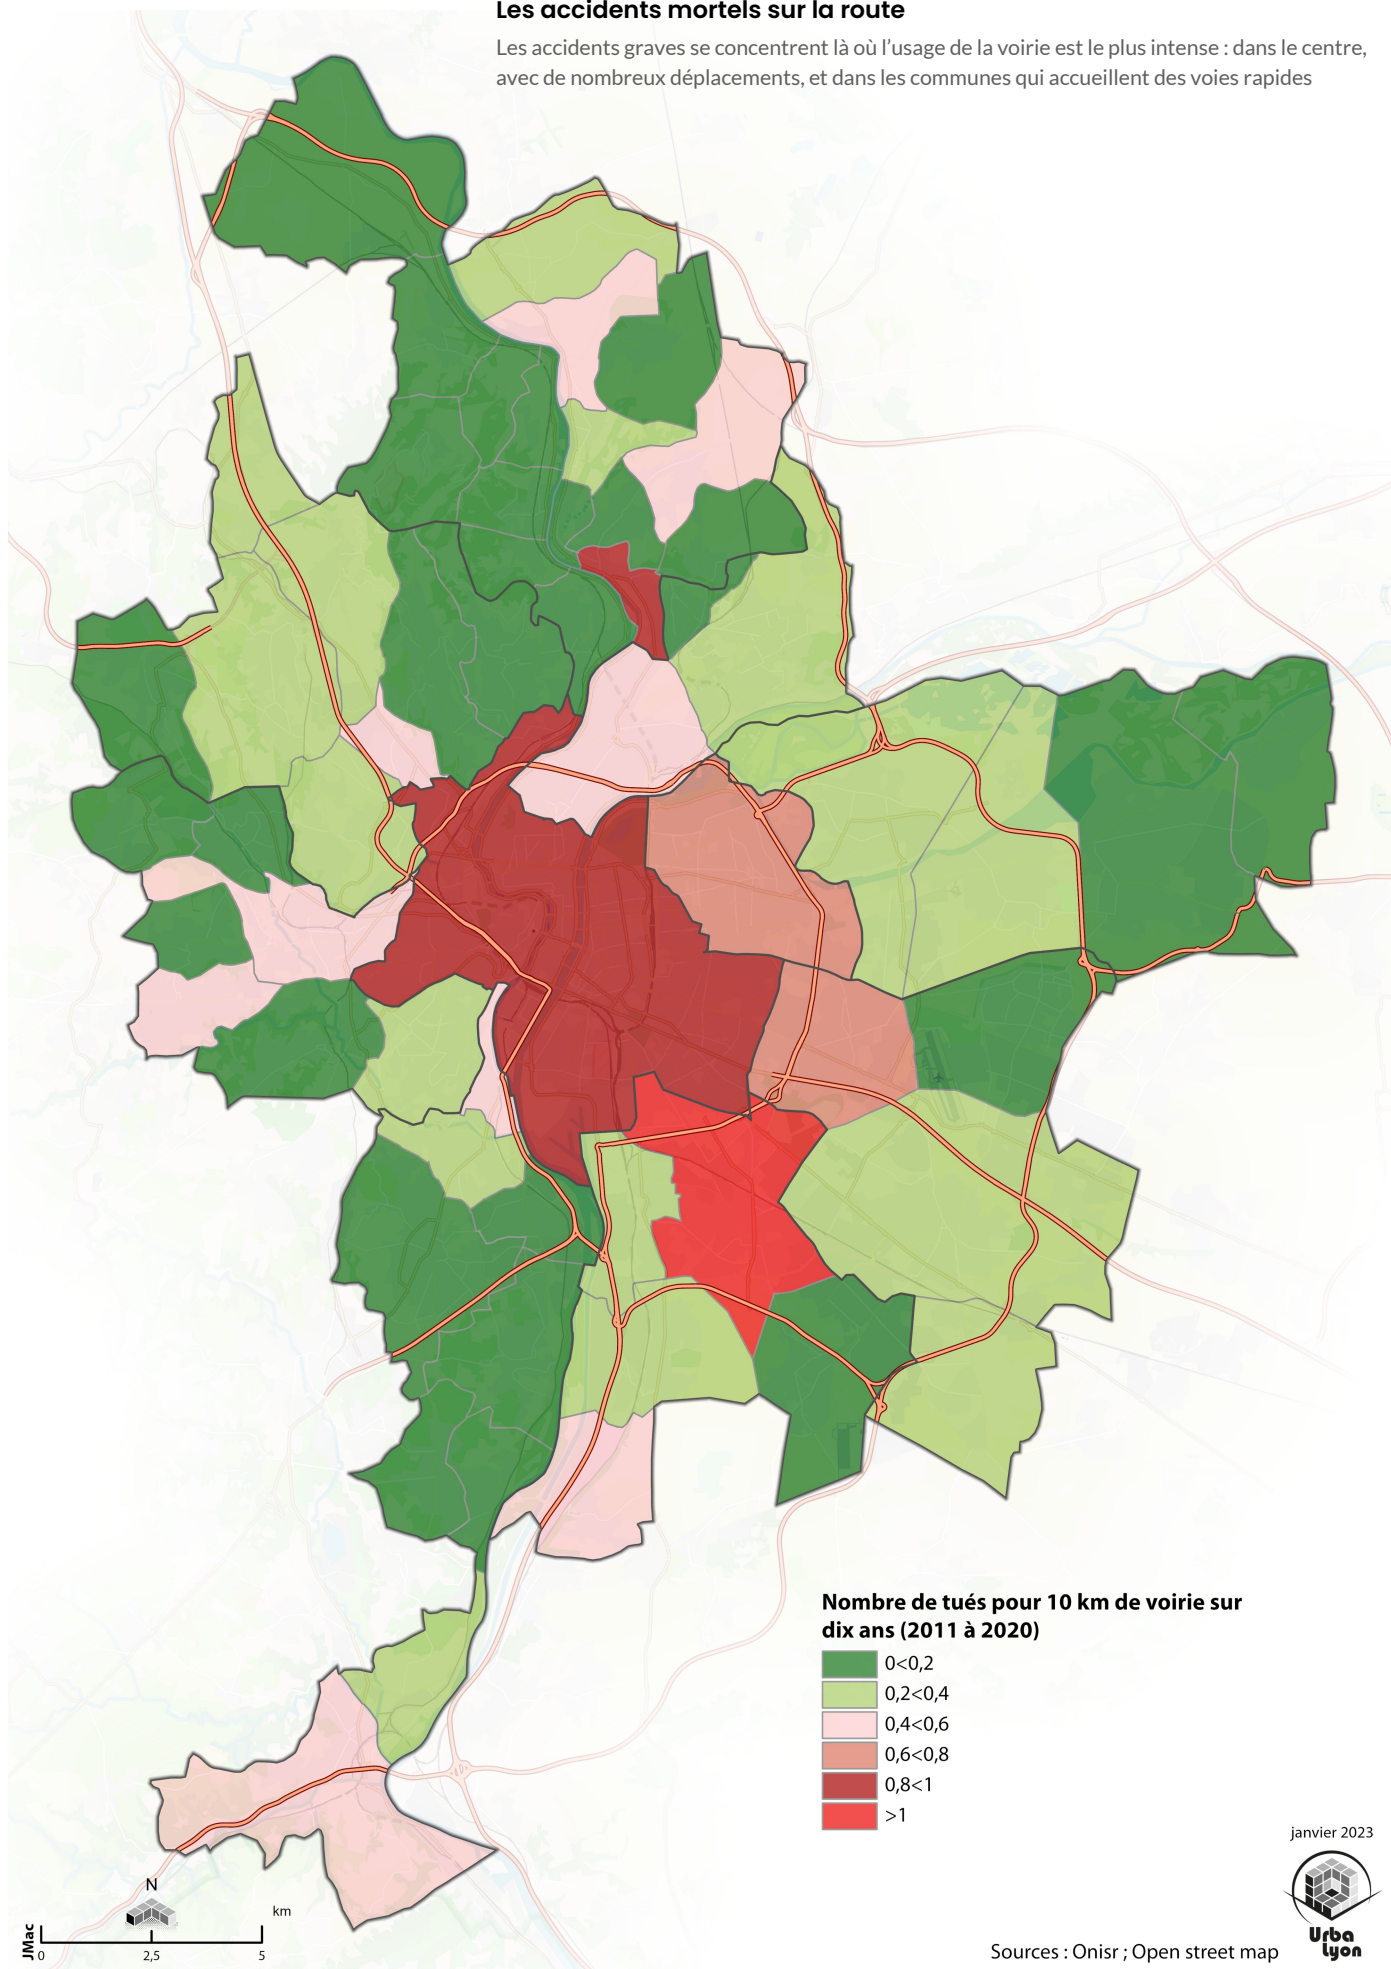 Les accidents mortels sur la route
Les accidents graves se concentrent là où l’usage de la voirie est le plus intense : dans le centre,
avec de nombreux déplacements, et dans les communes qui accueillent des voies rapides
Nombre de tués pour 10 km de voirie sur
dix ans (2011 à 2020)
0<0,2
0,2<0,4
0,4<0,6
0,6<0,8
0,8<1
>1
janvier 2023
N
km
JMac
0 2,5 5
Sources : Onisr ; Open street map
Urba
Lyon